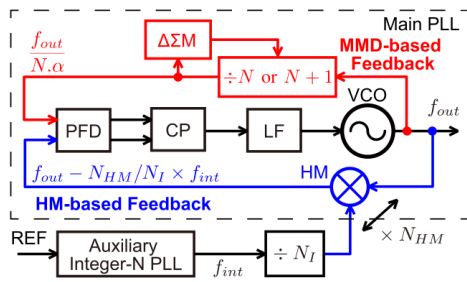 Main PLL
f_out
N.α
ΔΣM
÷N or N + 1
MMD-based
Feedback
VCO
f_out
PFD
CP
LF
f_out − N_HM/N_I × f_int
HM
HM-based Feedback
× N_HM
REF
Auxiliary
Integer-N PLL
f_int
÷ N_I